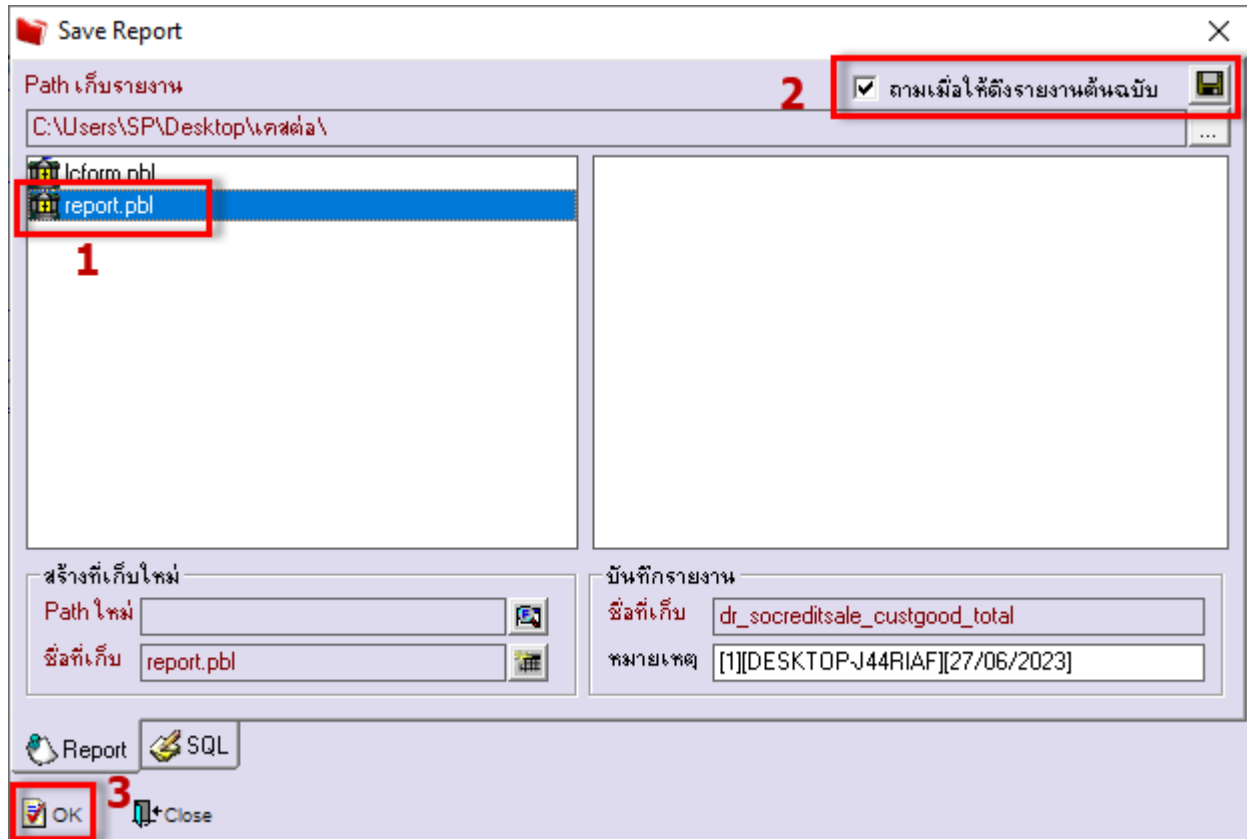 Save Report
Path เก็บรายงาน
2
ถามเมื่อให้ดึงรายงานต้นฉบับ
C:\Users\SP\Desktop\เคสต่อ\
...
lcform.pbl
report.pbl
1
สร้างที่เก็บใหม่
Path ใหม่
ชื่อที่เก็บ report.pbl
บันทึกรายงาน
ชื่อที่เก็บ dr_socreditsale_custgood_total
หมายเหตุ [1][DESKTOP-J44RIAF][27/06/2023]
Report SQL
OK 3 Close